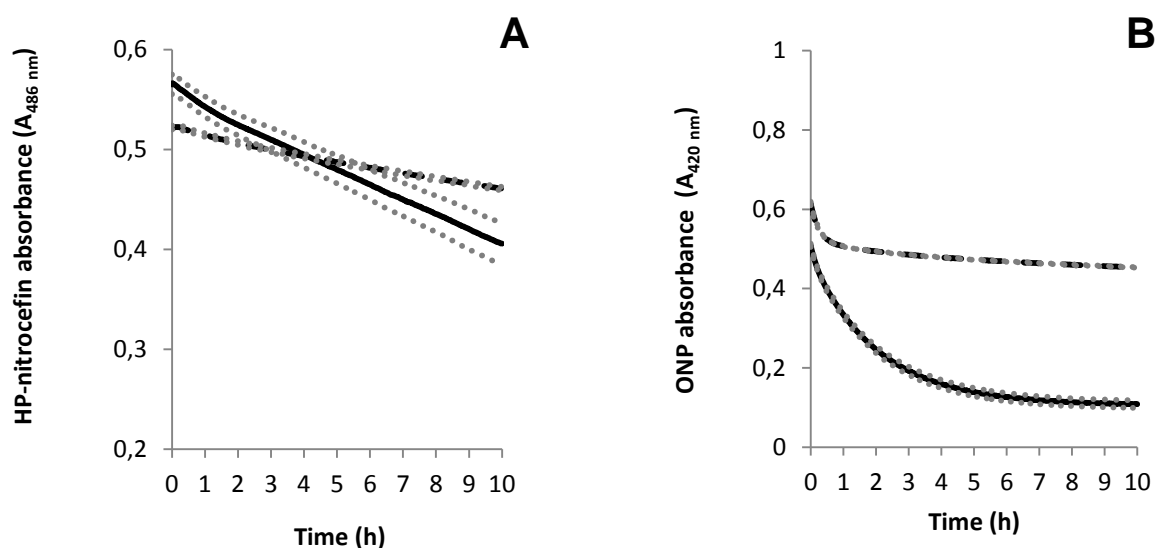 A
HP-nitrocefin absorbance (A486 nm)
0,6
0,5
0,4
0,3
0,2
0 1 2 3 4 5 6 7 8 9 10
Time (h)
B
ONP absorbance (A420 nm)
1
0,8
0,6
0,4
0,2
0
0 1 2 3 4 5 6 7 8 9 10
Time (h)